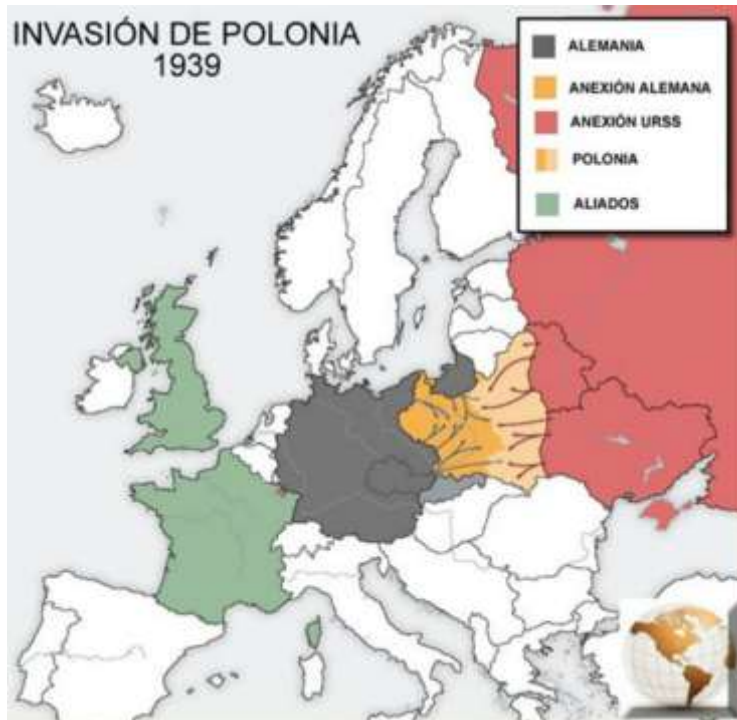 INVASIÓN DE POLONIA
1939
ALEMANIA
ANEXIÓN ALEMANA
ANEXIÓN URSS
POLONIA
ALIADOS